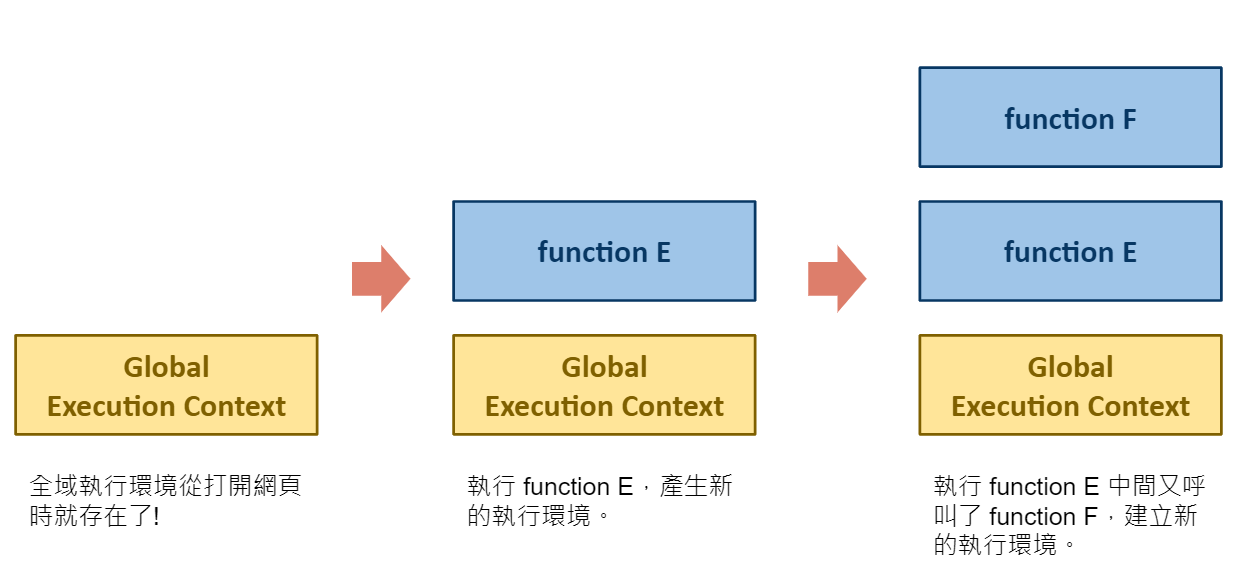 Global
Execution Context
全域執行環境從打開網頁
時就存在了!
function E
Global
Execution Context
執行 function E，產生新
的執行環境。
function F
function E
Global
Execution Context
執行 function E 中間又呼
叫了 function F，建立新
的執行環境。